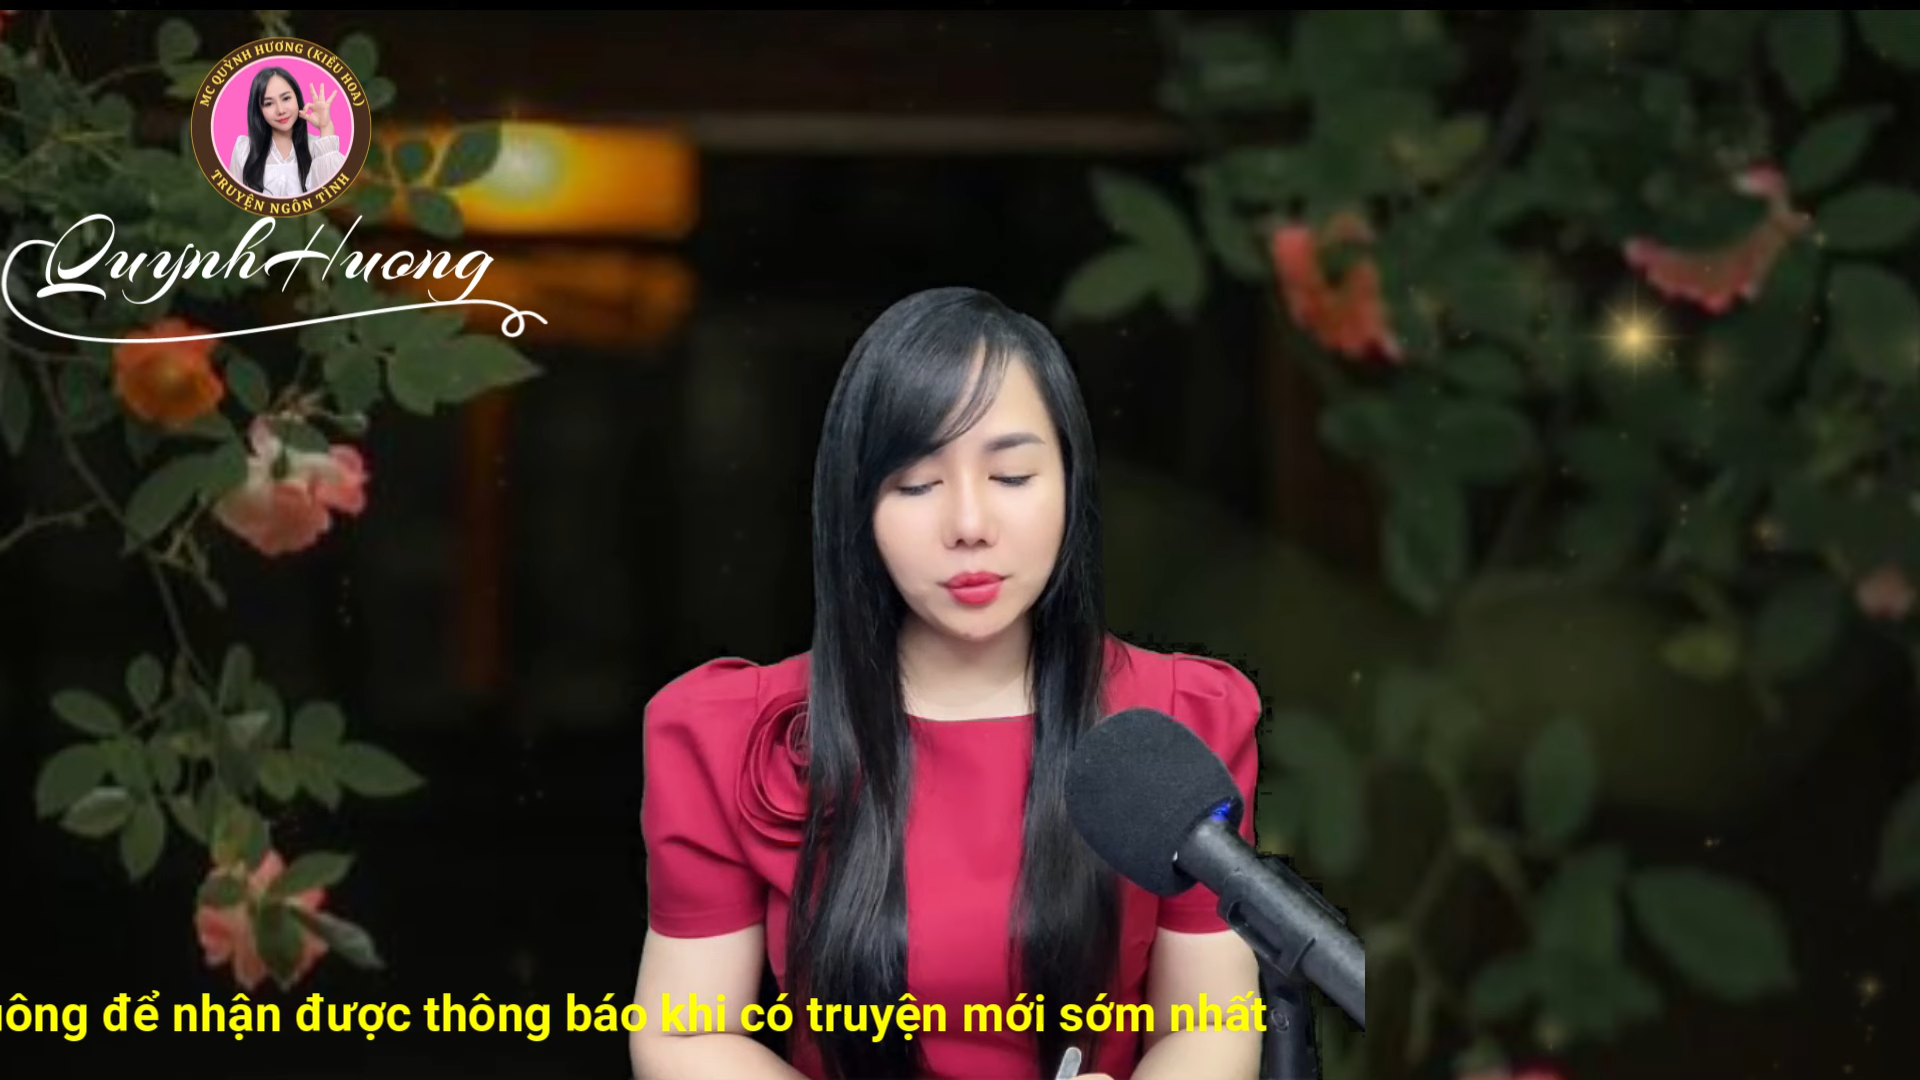 MC QUỲNH HƯƠNG (KIỀU HOA)
TRUYỆN NGÔN TÌNH
QuynhHuong
để nhận được thông báo khi có truyện mới sớm nhất